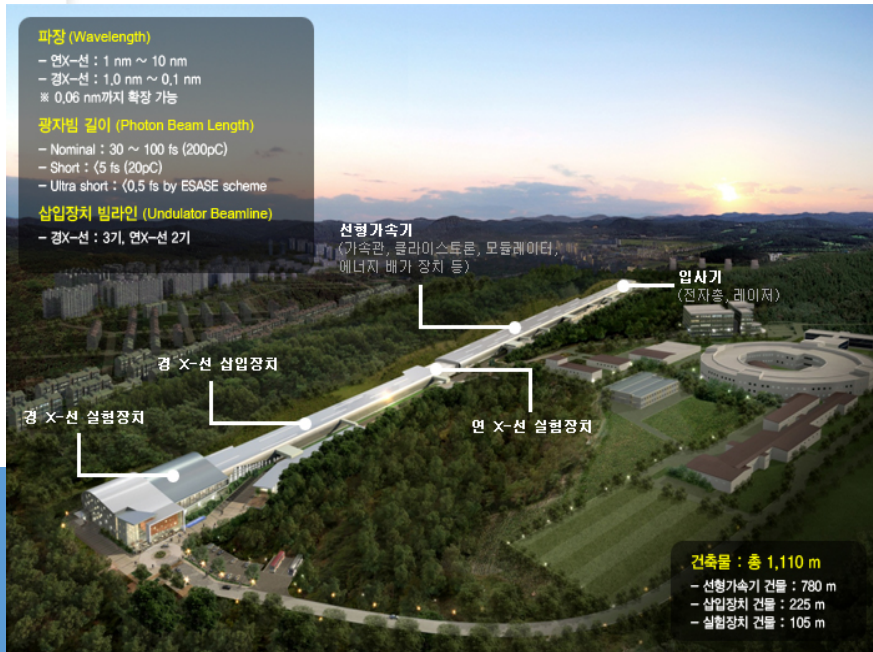 파장 (Wavelength)
– 연X–선 : 1 nm ~ 10 nm
– 경X–선 : 1.0 nm ~ 0.1 nm
※ 0.06 nm까지 확장 가능
광자빔 길이 (Photon Beam Length)
– Nominal : 30 ~ 100 fs (200pC)
– Short : <5 fs (20pC)
– Ultra short : <0.5 fs by ESASE scheme
삽입장치 빔라인 (Undulator Beamline)
– 경X–선 : 3기, 연X–선 2기
선형가속기
(가속관, 클라이스트론, 모듈레이터,
에너지 배가 장치 등)
입사기
(전자총, 레이저)
경 X-선 삽입장치
경 X-선 실험장치
연 X-선 실험장치
건축물 : 총 1,110 m
– 선형가속기 건물 : 780 m
– 삽입장치 건물 : 225 m
– 실험장치 건물 : 105 m